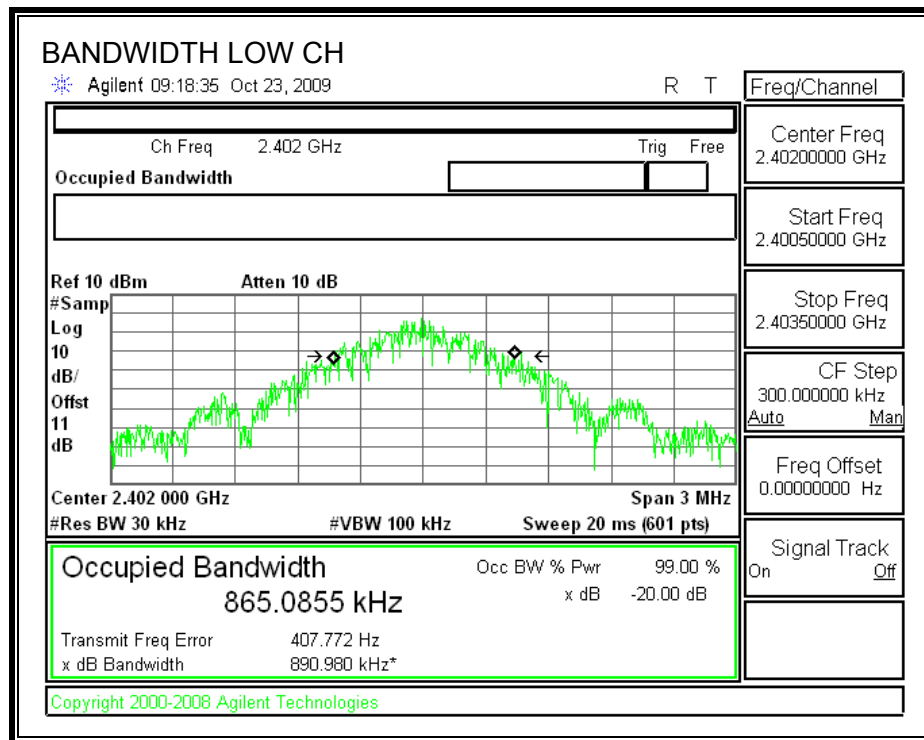 BANDWIDTH LOW CH
Agilent 09:18:35 Oct 23, 2009 R T
Freq/Channel
Ch Freq 2.402 GHz Trig Free
Occupied Bandwidth
Center Freq
2.40200000 GHz
Start Freq
2.40050000 GHz
Stop Freq
2.40350000 GHz
CF Step
300.000000 kHz
Auto Man
Freq Offset
0.00000000 Hz
Signal Track
On Off
Ref 10 dBm Atten 10 dB
#Samp
Log
10
dB/
Offst
11
dB
Center 2.402 000 GHz Span 3 MHz
#Res BW 30 kHz #VBW 100 kHz Sweep 20 ms (601 pts)
Occupied Bandwidth Occ BW % Pwr 99.00 %
865.0855 kHz x dB -20.00 dB
Transmit Freq Error 407.772 Hz
x dB Bandwidth 890.980 kHz*
Copyright 2000-2008 Agilent Technologies